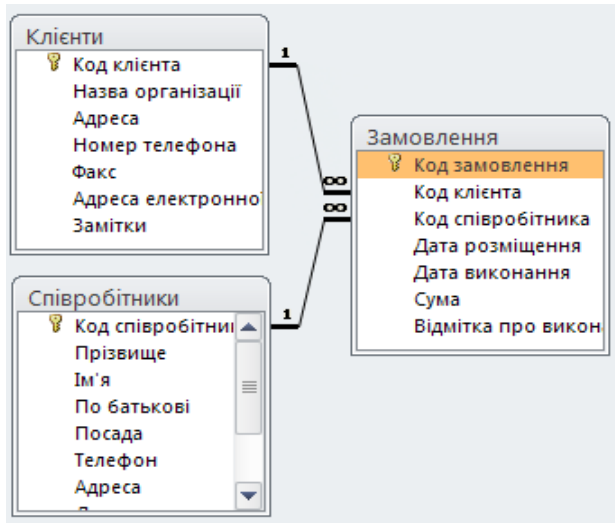 Клієнти
Код клієнта
Назва організації
Адреса
Номер телефона
Факс
Адреса електронної
Замітки
1
∞
Замовлення
Код замовлення
Код клієнта
Код співробітника
Дата розміщення
Дата виконання
Сума
Відмітка про викон
∞
1
Співробітники
Код співробітни
Прізвище
Ім'я
По батькові
Посада
Телефон
Адреса